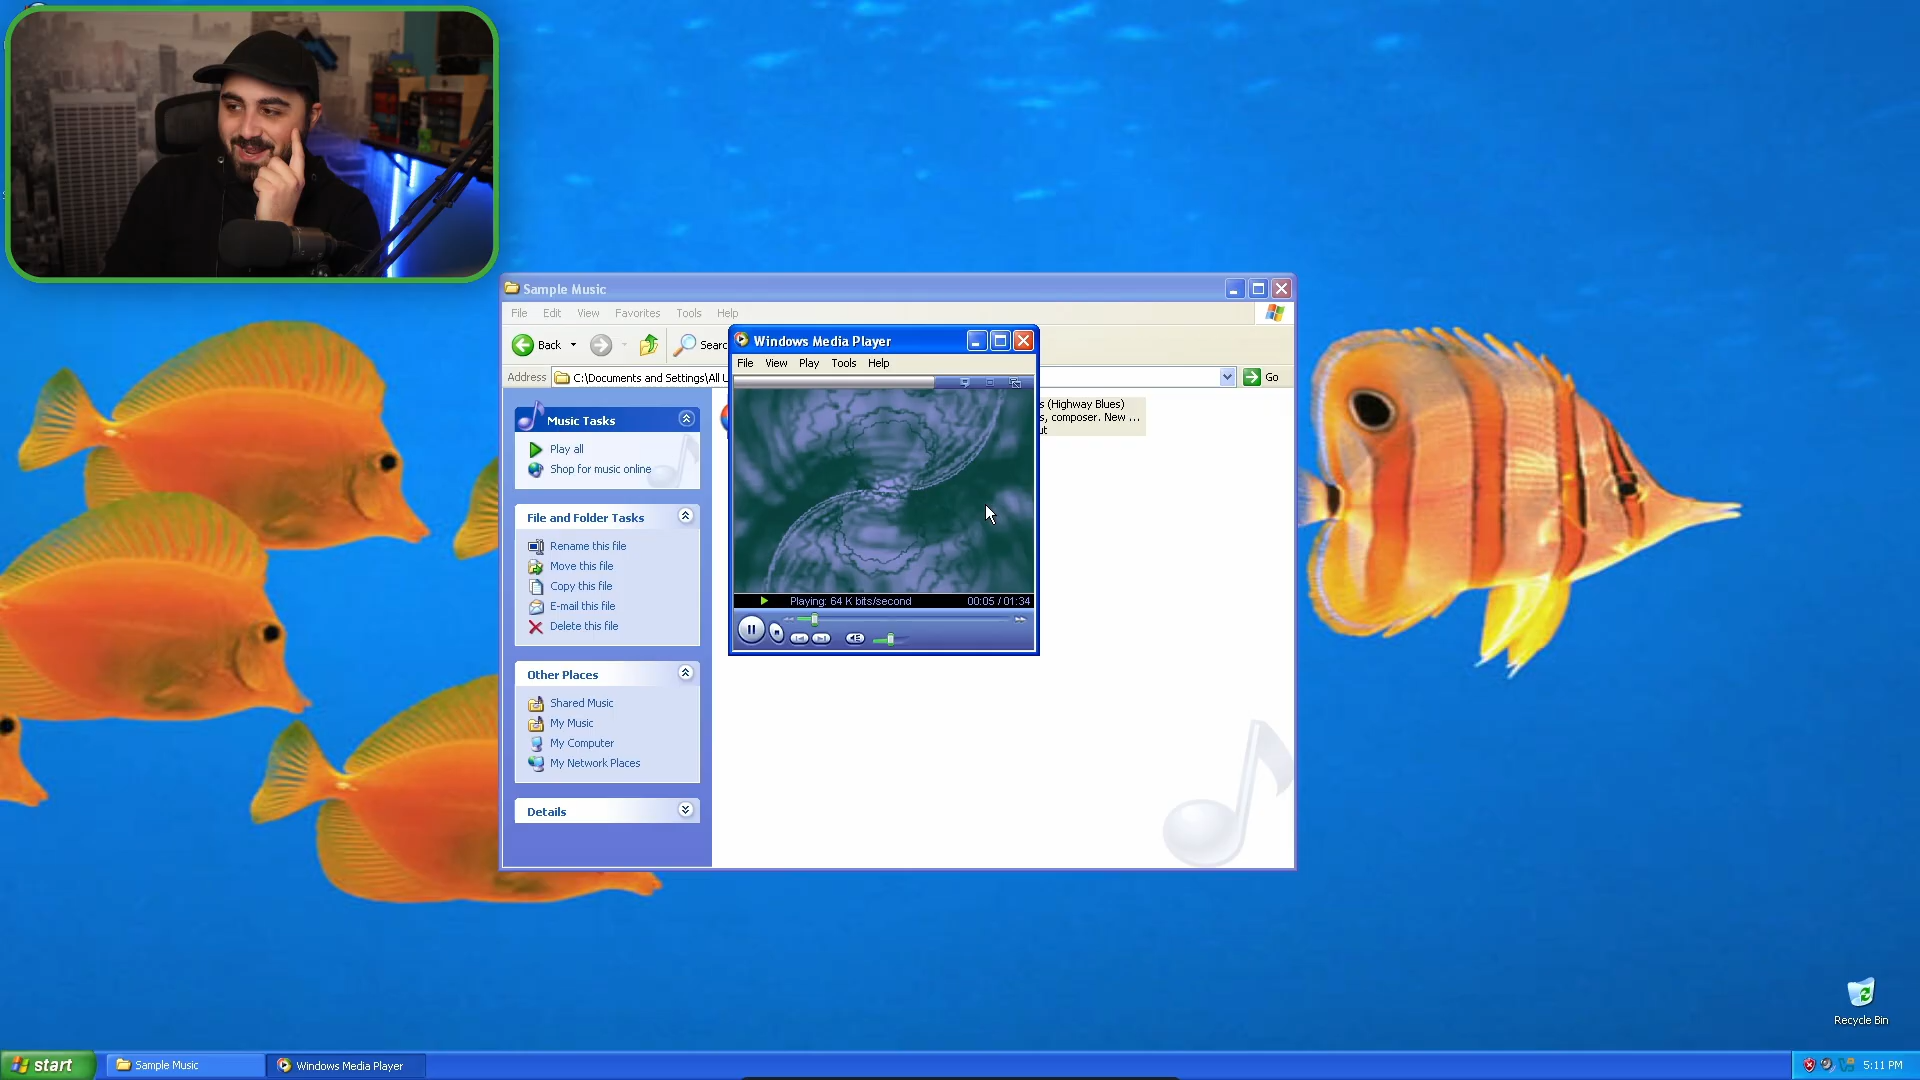 Sample Music
File Edit View Favorites Tools Help
Back
Address C:\Documents and Settings\All
Go
Windows Media Player
File View Play Tools Help
s (Highway Blues)
s, composer. New ...
Music Tasks
Play all
Shop for music online
File and Folder Tasks
Rename this file
Move this file
Copy this file
E-mail this file
Delete this file
Other Places
Shared Music
My Music
My Computer
My Network Places
Details
Playing: 64 K bits/second 00:05 / 01:34
Recycle Bin
start
Sample Music
Windows Media Player
5:11 PM